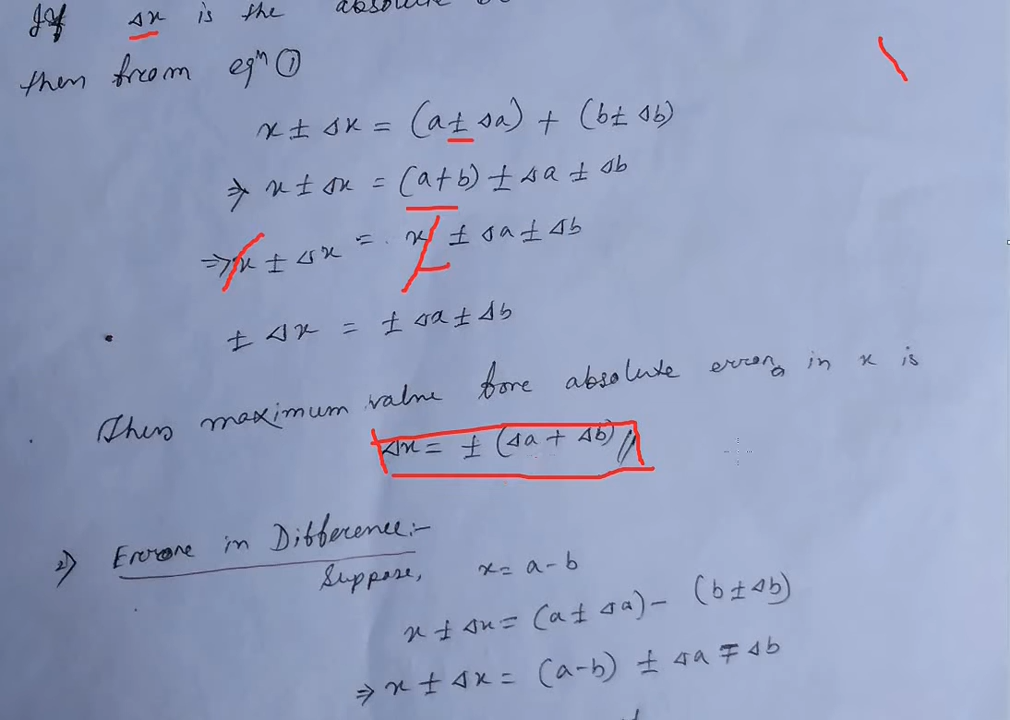 If Δx is the absolute
then from eqⁿ ①
x ± Δx = (a ± Δa) + (b ± Δb)
⇒ x ± Δx = (a+b) ± Δa ± Δb
⇒ x ± Δx = x ± Δa ± Δb
± Δx = ± Δa ± Δb
Thus maximum value fore absolute error in x is
Δx = ± (Δa + Δb) //
2) Errore in Difference:-
Suppose, x = a - b
x ± Δx = (a ± Δa) - (b ± Δb)
⇒ x ± Δx = (a-b) ± Δa ∓ Δb